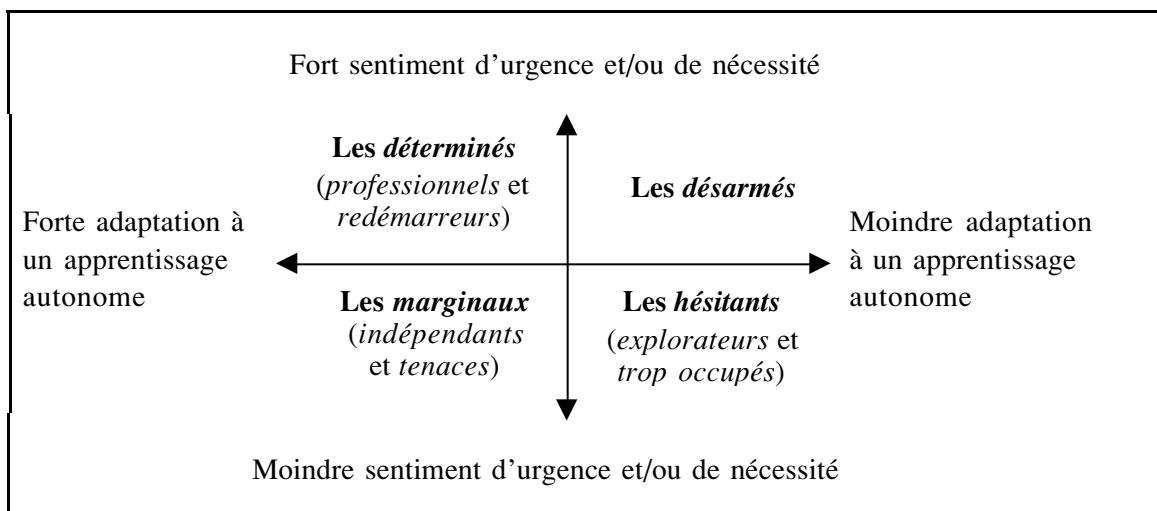 Fort sentiment d’urgence et/ou de nécessité
Les déterminés
(professionnels et
redémarreurs)
Les désarmés
Forte adaptation à
un apprentissage
autonome
Moindre adaptation
à un apprentissage
autonome
Les marginaux
(indépendants
et tenaces)
Les hésitants
(explorateurs et
trop occupés)
Moindre sentiment d’urgence et/ou de nécessité